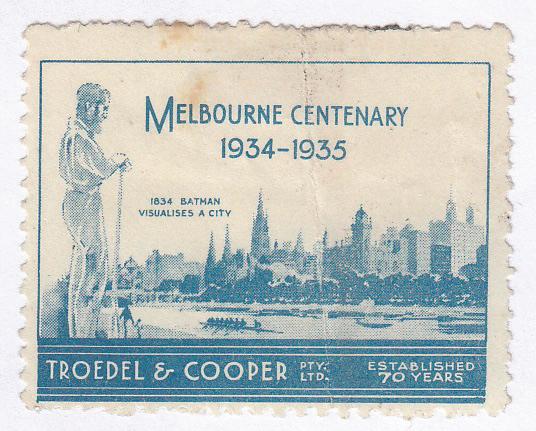 MELBOURNE CENTENARY
1934-1935
1834 BATMAN
VISUALISES A CITY
TROEDEL & COOPER PTY. LTD.
ESTABLISHED
70 YEARS